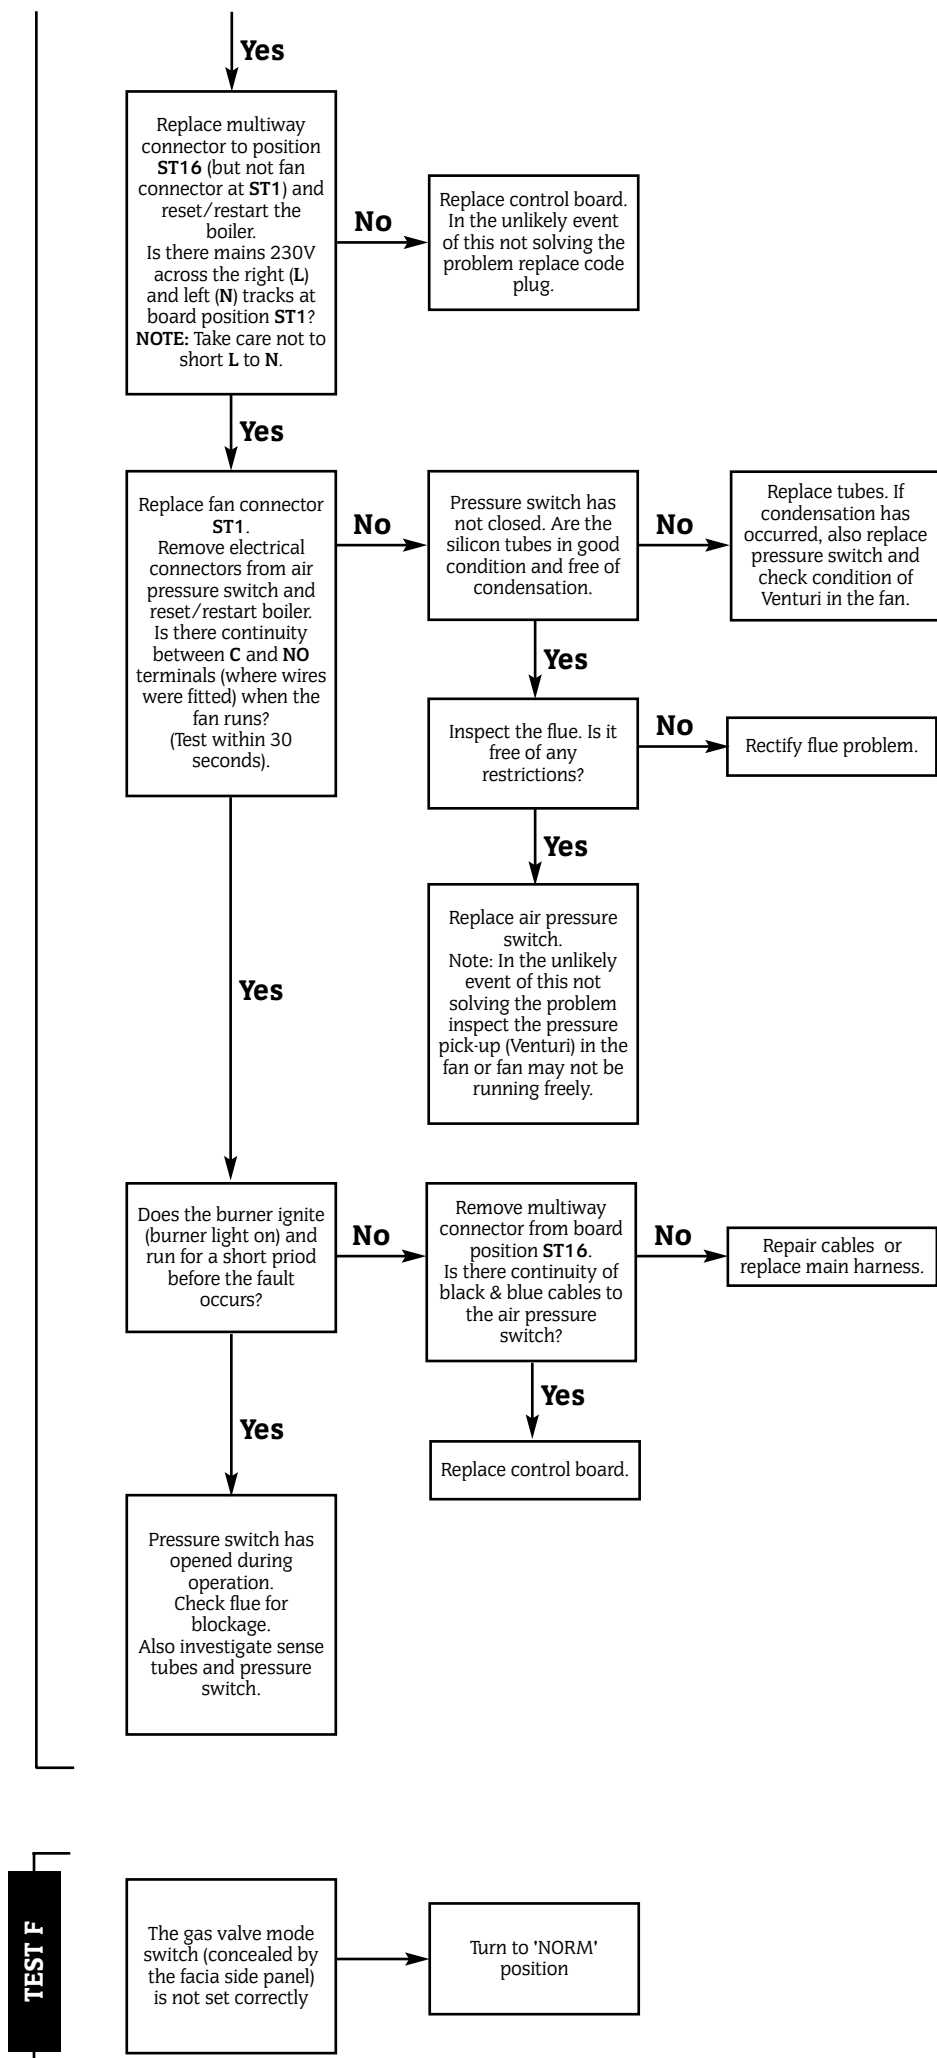 Yes
Replace multiway
connector to position
ST16 (but not fan
connector at ST1) and
reset/restart the
boiler.
Is there mains 230V
across the right (L)
and left (N) tracks at
board position ST1?
NOTE: Take care not to
short L to N.
No
Replace control board.
In the unlikely event
of this not solving the
problem replace code
plug.
Yes
Replace fan connector
ST1.
Remove electrical
connectors from air
pressure switch and
reset/restart boiler.
Is there continuity
between C and NO
terminals (where wires
were fitted) when the
fan runs?
(Test within 30
seconds).
No
Pressure switch has
not closed. Are the
silicon tubes in good
condition and free of
condensation.
No
Replace tubes. If
condensation has
occurred, also replace
pressure switch and
check condition of
Venturi in the fan.
Yes
Inspect the flue. Is it
free of any
restrictions?
No
Rectify flue problem.
Yes
Replace air pressure
switch.
Note: In the unlikely
event of this not
solving the problem
inspect the pressure
pick-up (Venturi) in the
fan or fan may not be
running freely.
Yes
Does the burner ignite
(burner light on) and
run for a short priod
before the fault
occurs?
No
Remove multiway
connector from board
position ST16.
Is there continuity of
black & blue cables to
the air pressure
switch?
No
Repair cables or
replace main harness.
Yes
Replace control board.
Yes
Pressure switch has
opened during
operation.
Check flue for
blockage.
Also investigate sense
tubes and pressure
switch.
TEST F
The gas valve mode
switch (concealed by
the facia side panel)
is not set correctly
Turn to 'NORM'
position